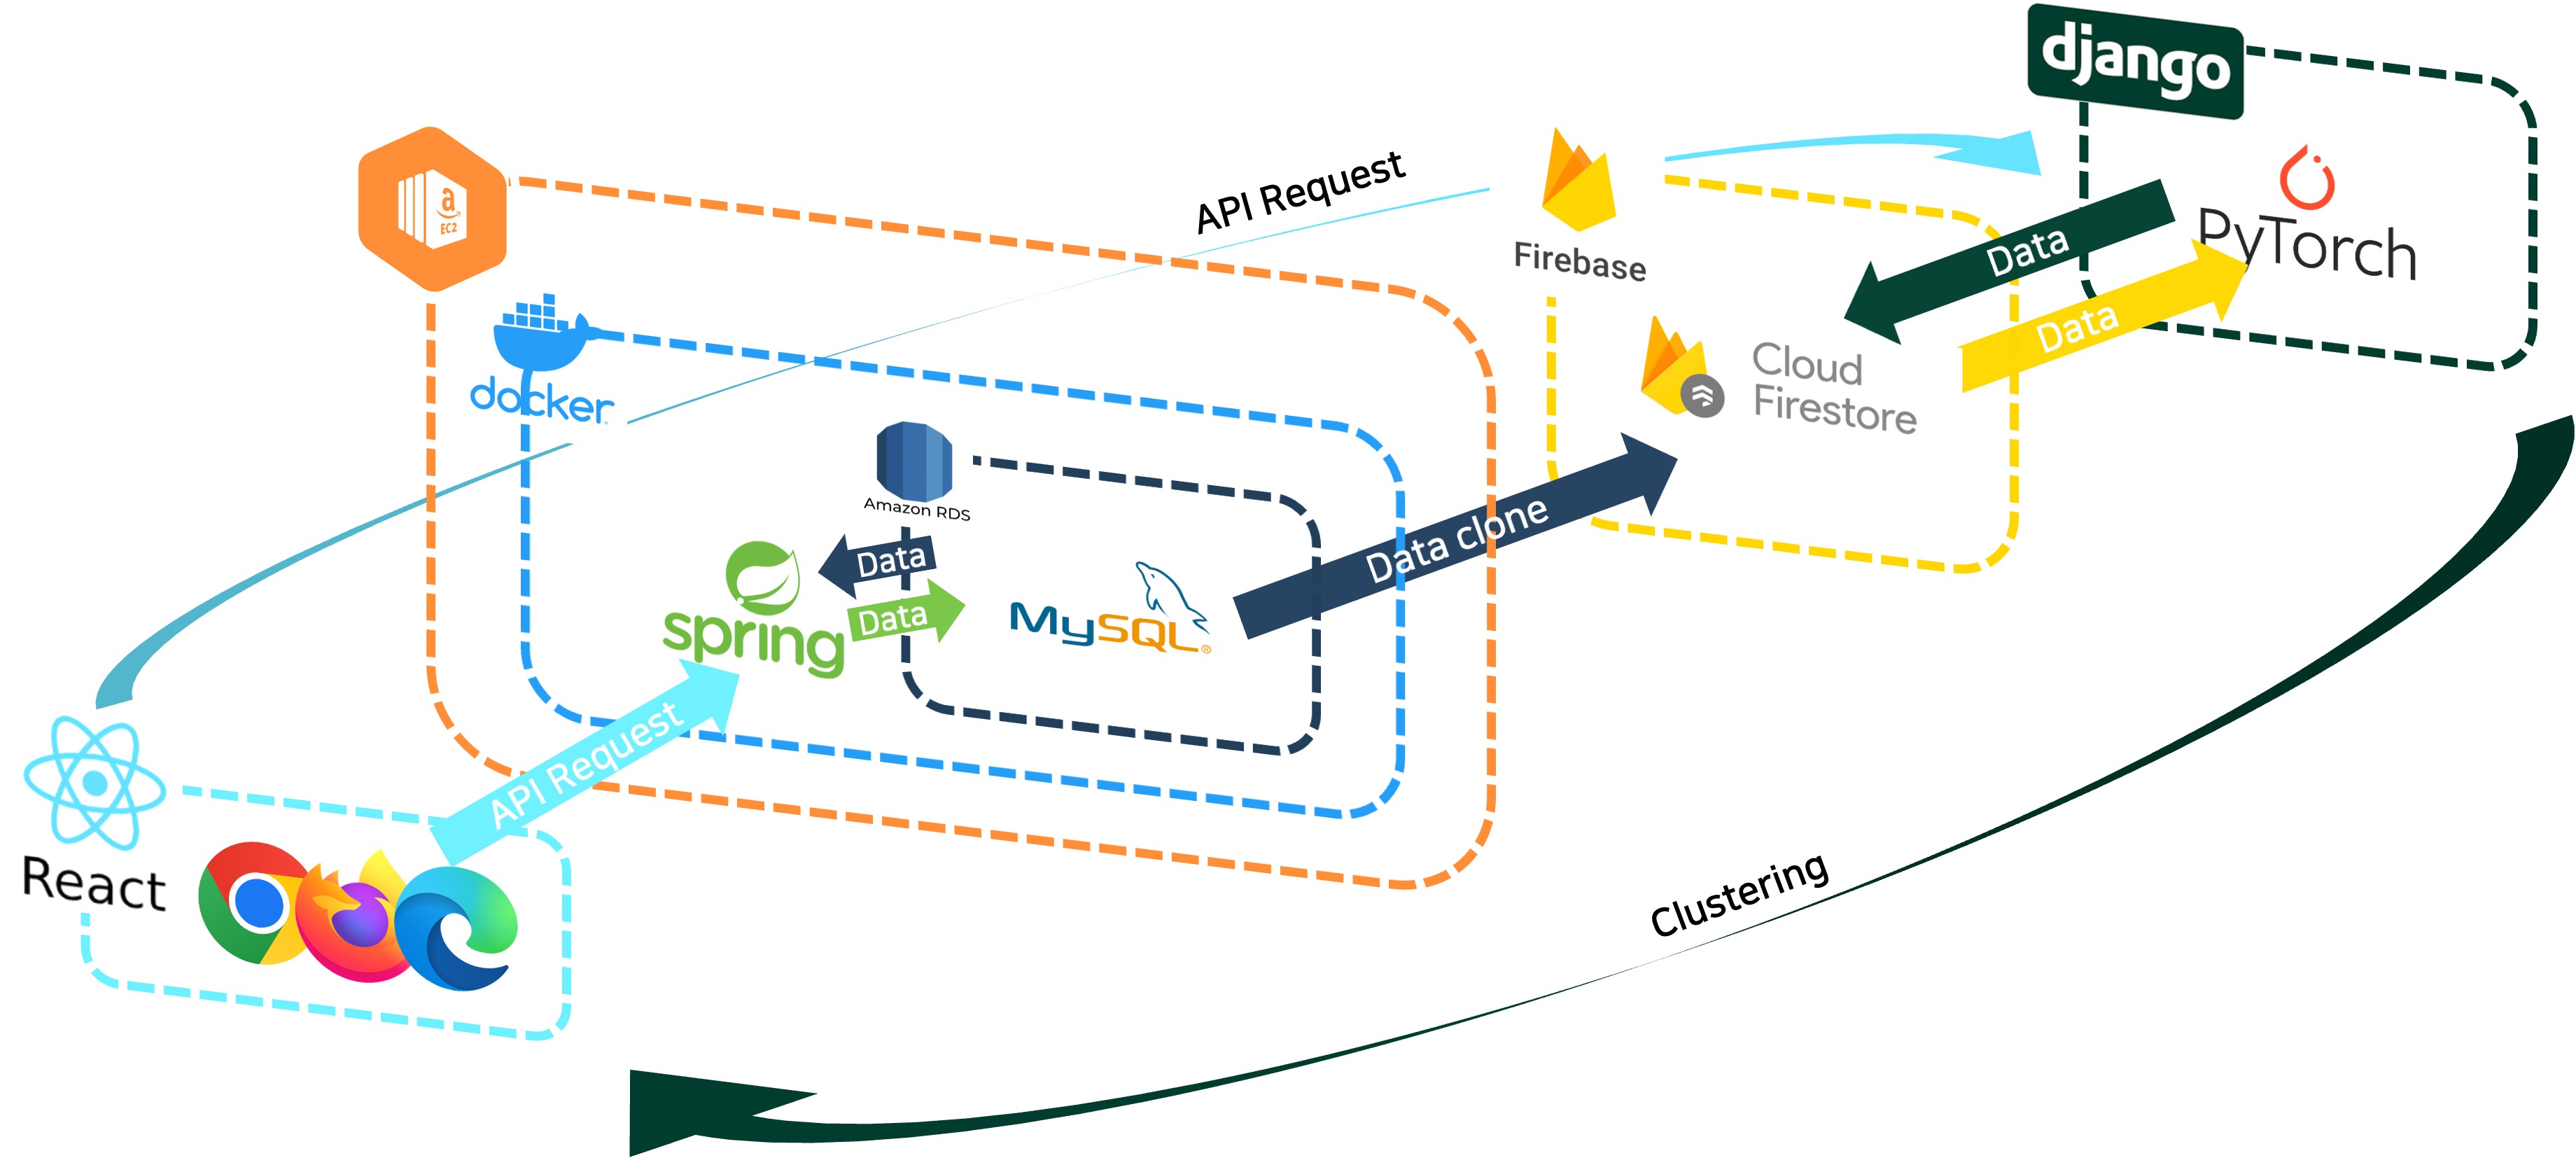 django
a
EC2
API Request
Firebase
PyTorch
Data
Data
docker
Cloud
Firestore
Amazon RDS
Data clone
Data
Data
spring
MySQL®
API Request
React
Clustering